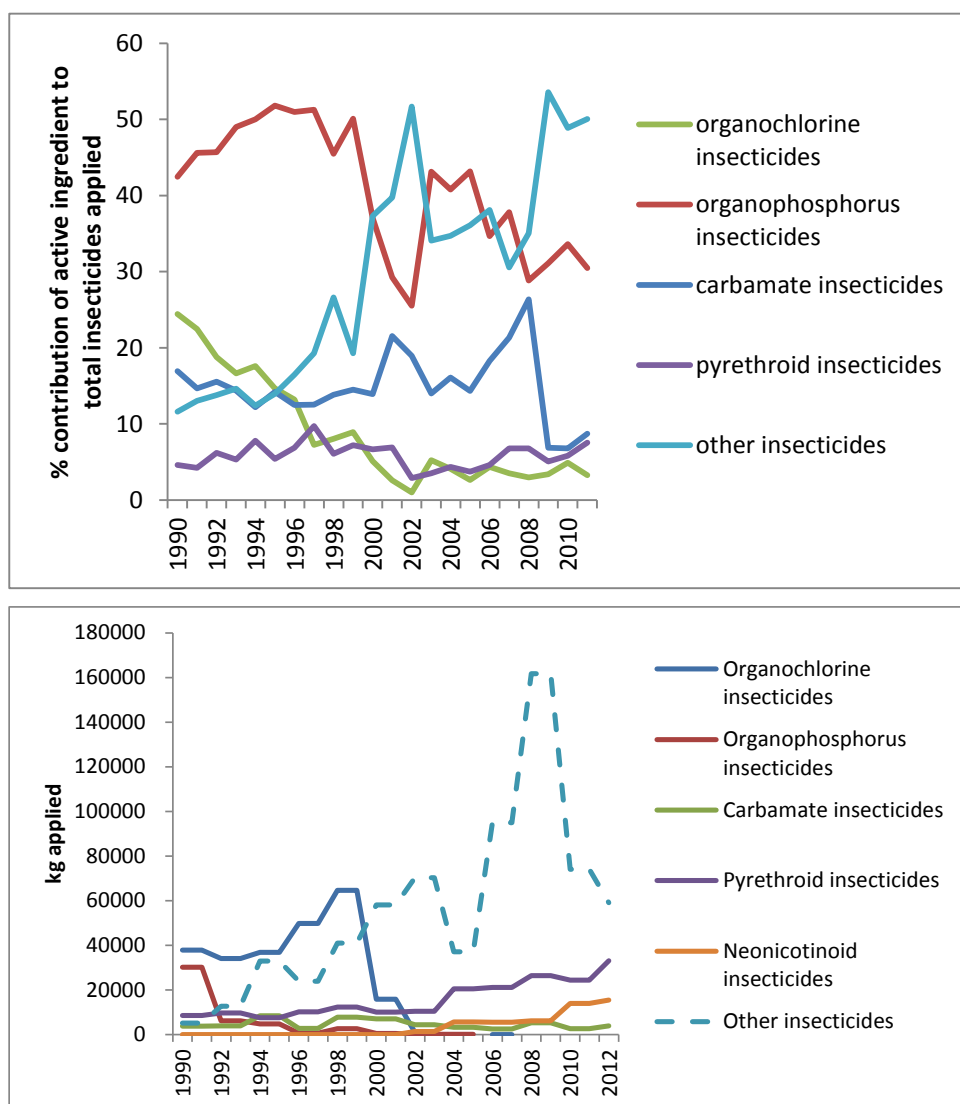 % contribution of active ingredient to
total insecticides applied
60
50
40
30
20
10
0
1990
1992
1994
1996
1998
2000
2002
2004
2006
2008
2010
organochlorine
insecticides
organophosphorus
insecticides
carbamate insecticides
pyrethroid insecticides
other insecticides
kg applied
180000
160000
140000
120000
100000
80000
60000
40000
20000
0
1990
1992
1994
1996
1998
2000
2002
2004
2006
2008
2010
2012
Organochlorine
insecticides
Organophosphorus
insecticides
Carbamate insecticides
Pyrethroid insecticides
Neonicotinoid
insecticides
Other insecticides